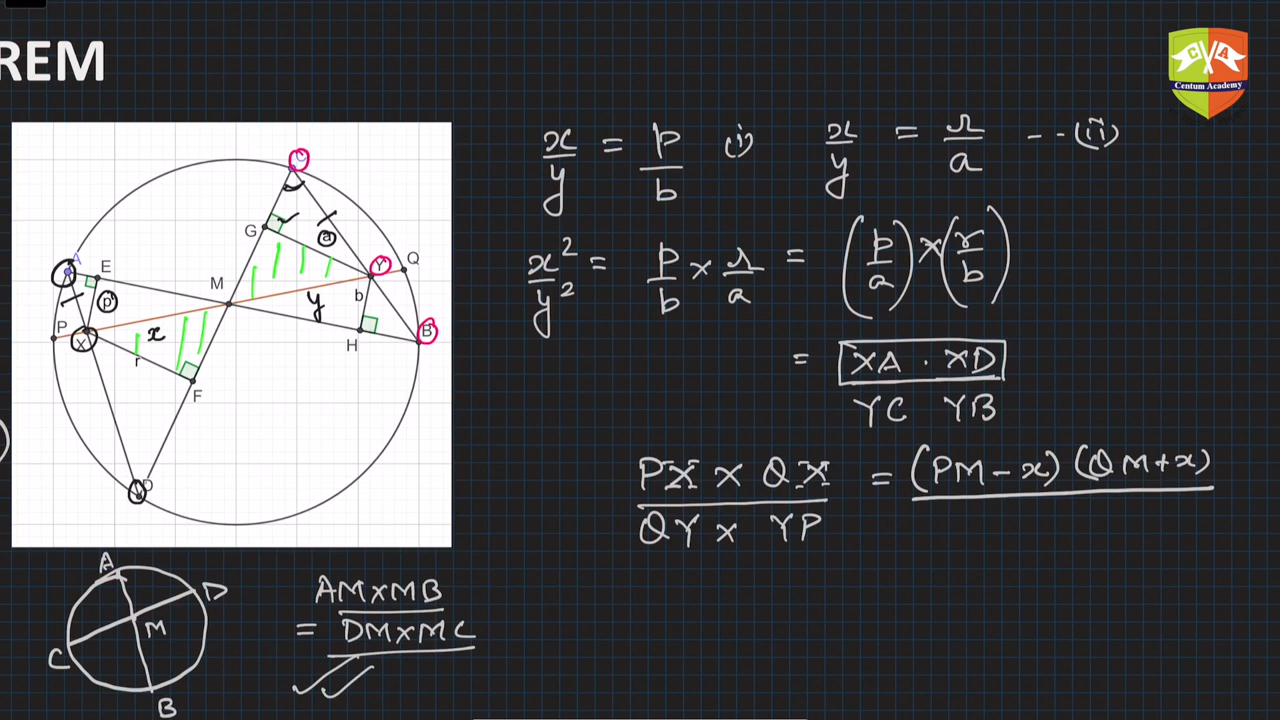 REM
CA
Centum Academy
x/y = p/b (i)
x/y = r/a --(ii)
x²/y² = p/b × r/a = (p/a) × (r/b)
= XA . XD / YC YB
PX × QX / QY × YP = (PM - x) (QM + x)
C
G
a
Y
Q
A
E
M
p
b
y
P
X
x
B
H
r
F
D
A
D
M
C
B
AM×MB
= DM×MC